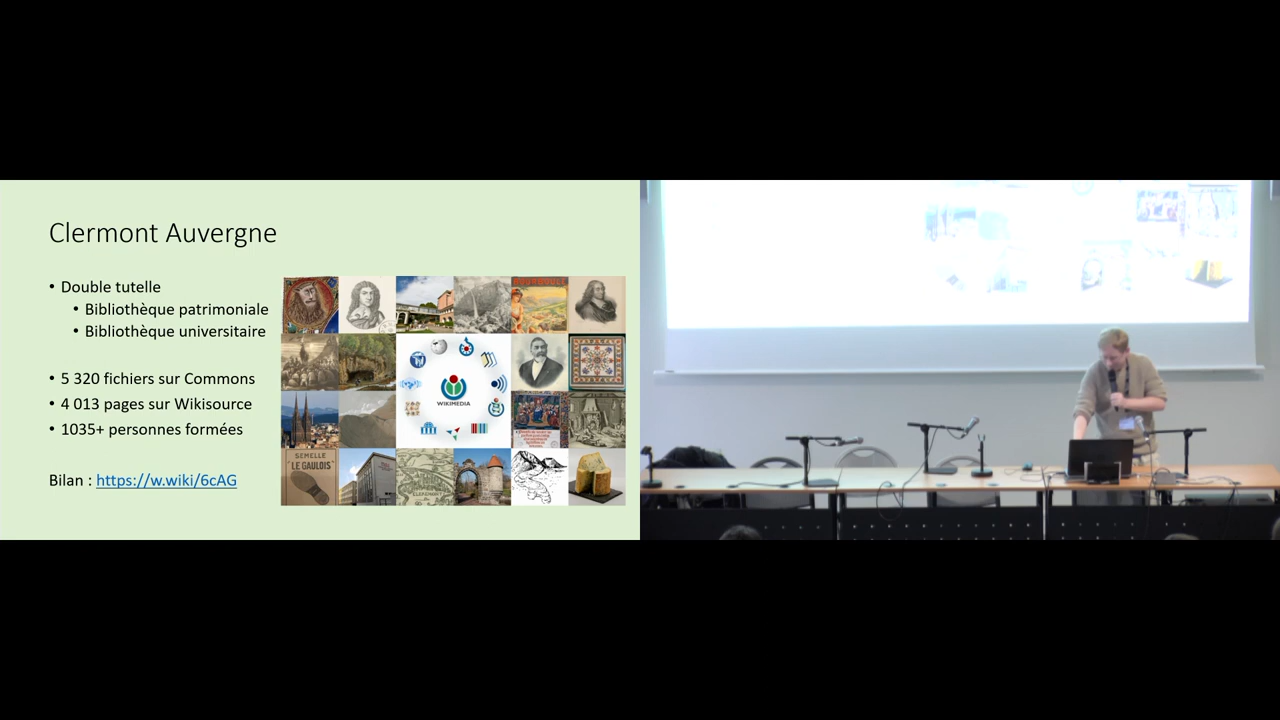 Clermont Auvergne
• Double tutelle
• Bibliothèque patrimoniale
• Bibliothèque universitaire
• 5 320 fichiers sur Commons
• 4 013 pages sur Wikisource
• 1035+ personnes formées
Bilan : https://w.wiki/6cAG
WIKIMEDIA
SEMELLE
"LE GAULOIS"